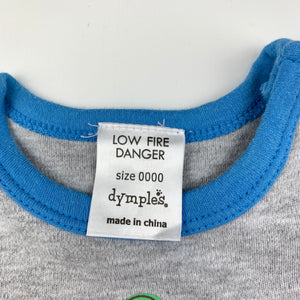 LOW FIRE
DANGER
size 0000
dymples
made in china